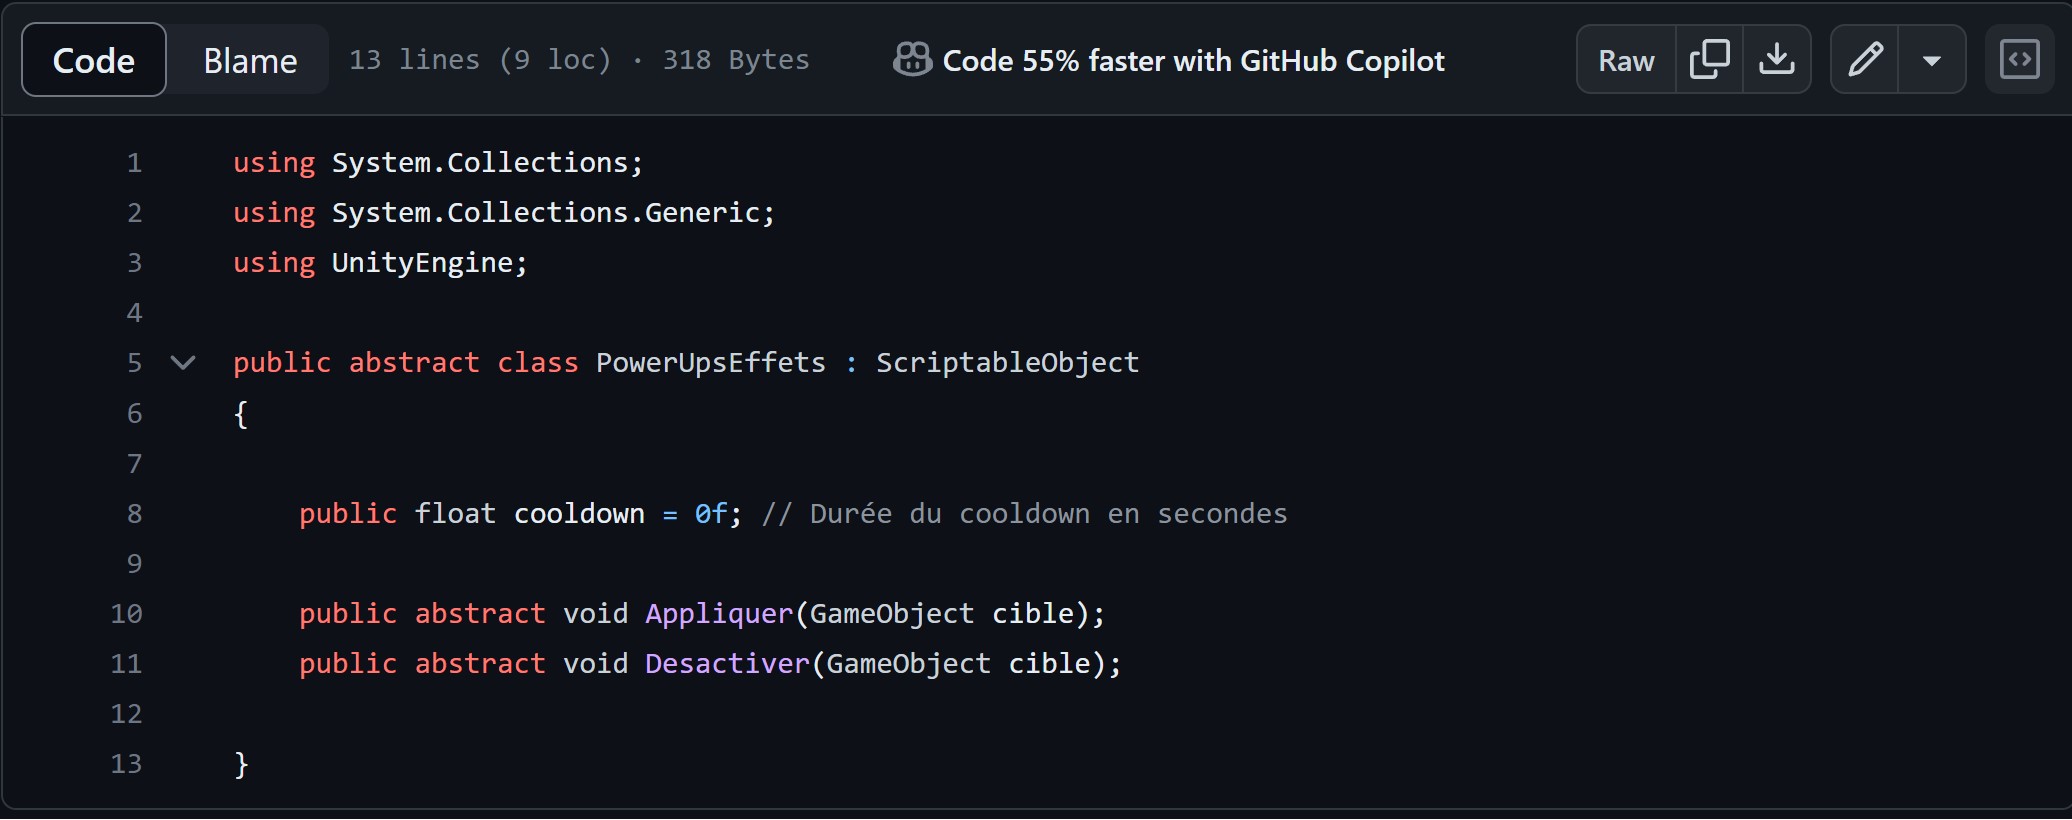 Code Blame 13 lines (9 loc) · 318 Bytes Code 55% faster with GitHub Copilot Raw
1 using System.Collections;
2 using System.Collections.Generic;
3 using UnityEngine;
4
5 public abstract class PowerUpsEffets : ScriptableObject
6 {
7
8 public float cooldown = 0f; // Durée du cooldown en secondes
9
10 public abstract void Appliquer(GameObject cible);
11 public abstract void Desactiver(GameObject cible);
12
13 }